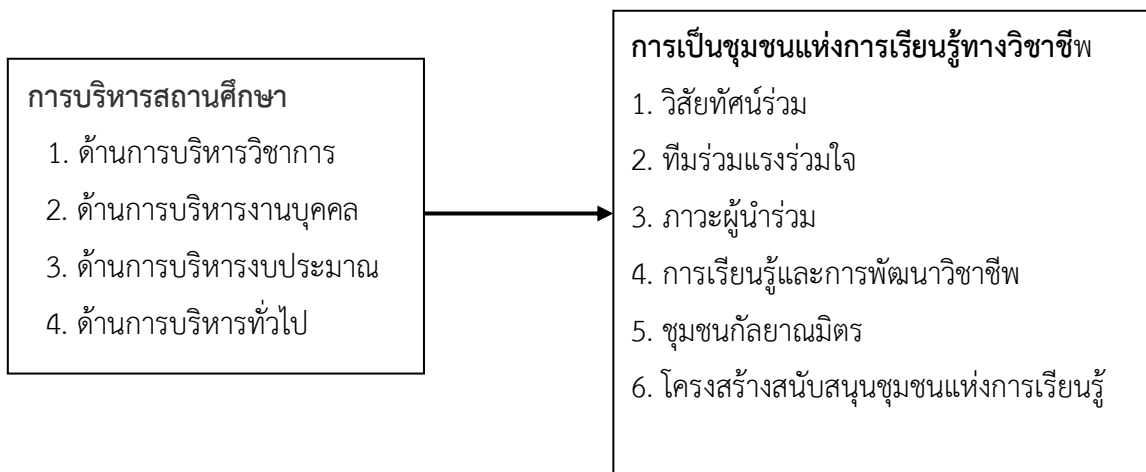 การบริหารสถานศึกษา
1. ด้านการบริหารวิชาการ
2. ด้านการบริหารงานบุคคล
3. ด้านการบริหารงบประมาณ
4. ด้านการบริหารทั่วไป
การเป็นชุมชนแห่งการเรียนรู้ทางวิชาชีพ
1. วิสัยทัศน์ร่วม
2. ทีมร่วมแรงร่วมใจ
3. ภาวะผู้นำร่วม
4. การเรียนรู้และการพัฒนาวิชาชีพ
5. ชุมชนกัลยาณมิตร
6. โครงสร้างสนับสนุนชุมชนแห่งการเรียนรู้